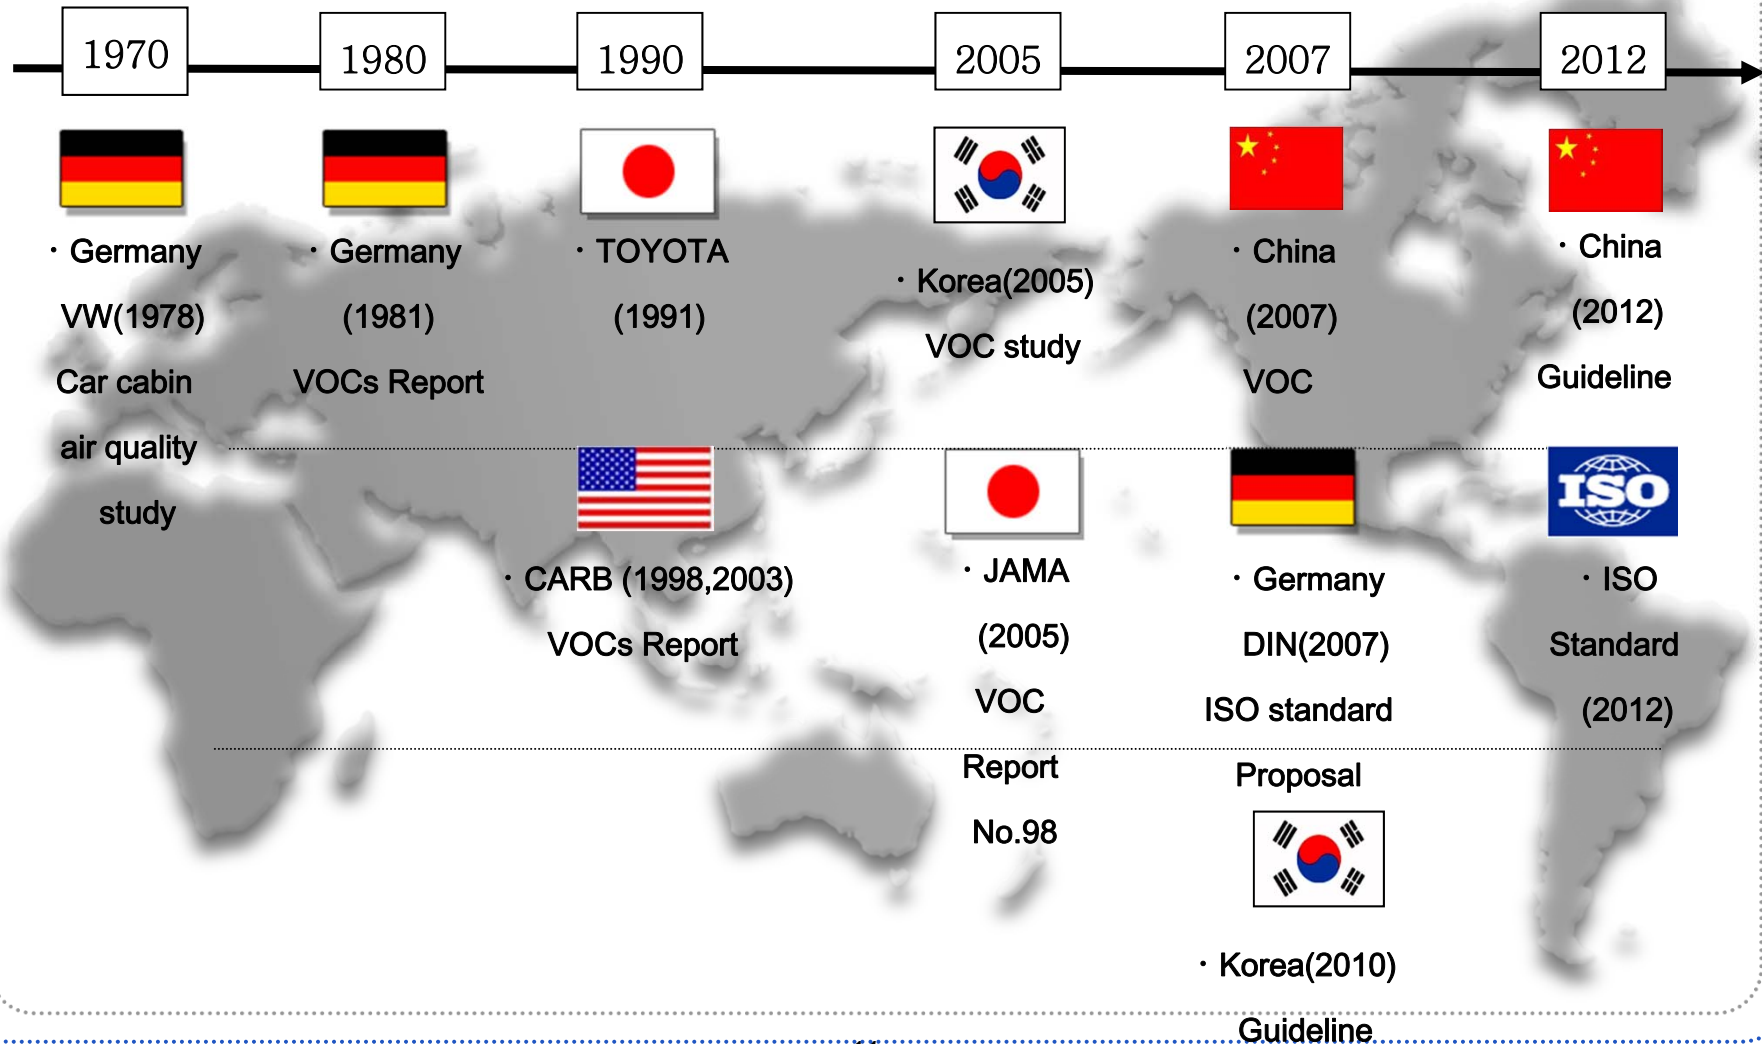 1970
1980
1990
2005
2007
2012
· Germany
VW(1978)
Car cabin
air quality
study
· Germany
(1981)
VOCs Report
· TOYOTA
(1991)
· CARB (1998,2003)
VOCs Report
· Korea(2005)
VOC study
· JAMA
(2005)
VOC
Report
No.98
· China
(2007)
VOC
· Germany
DIN(2007)
ISO standard
Proposal
· Korea(2010)
Guideline
· China
(2012)
Guideline
ISO
· ISO
Standard
(2012)